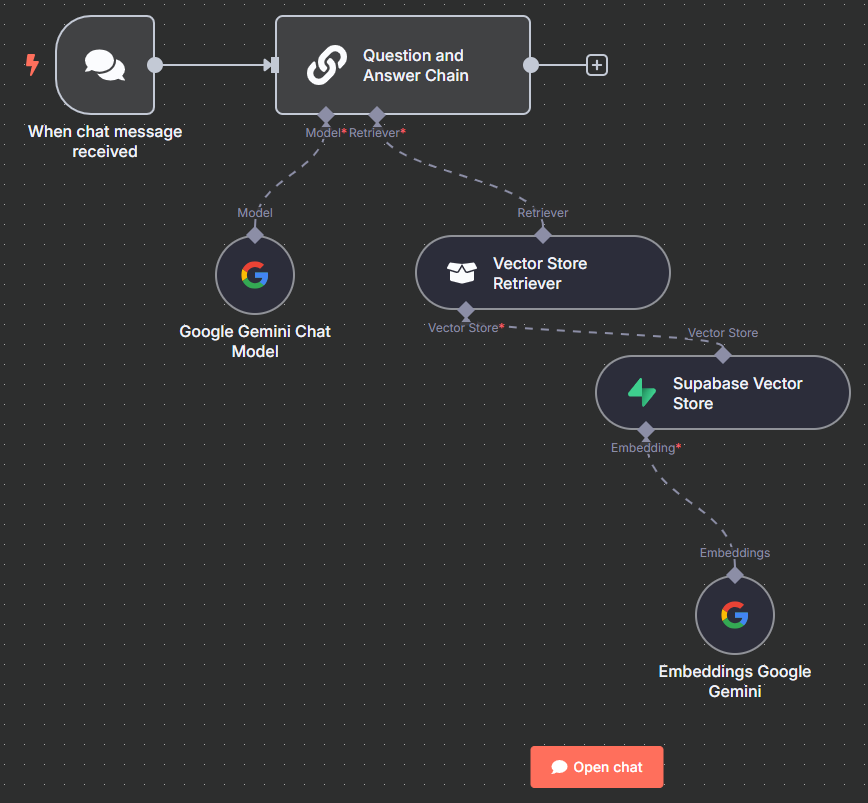 Question and
Answer Chain
When chat message
received
Model* Retriever*
Model
Retriever
Vector Store
Retriever
Google Gemini Chat
Model
Vector Store*
Vector Store
Supabase Vector
Store
Embedding*
Embeddings
Embeddings Google
Gemini
Open chat